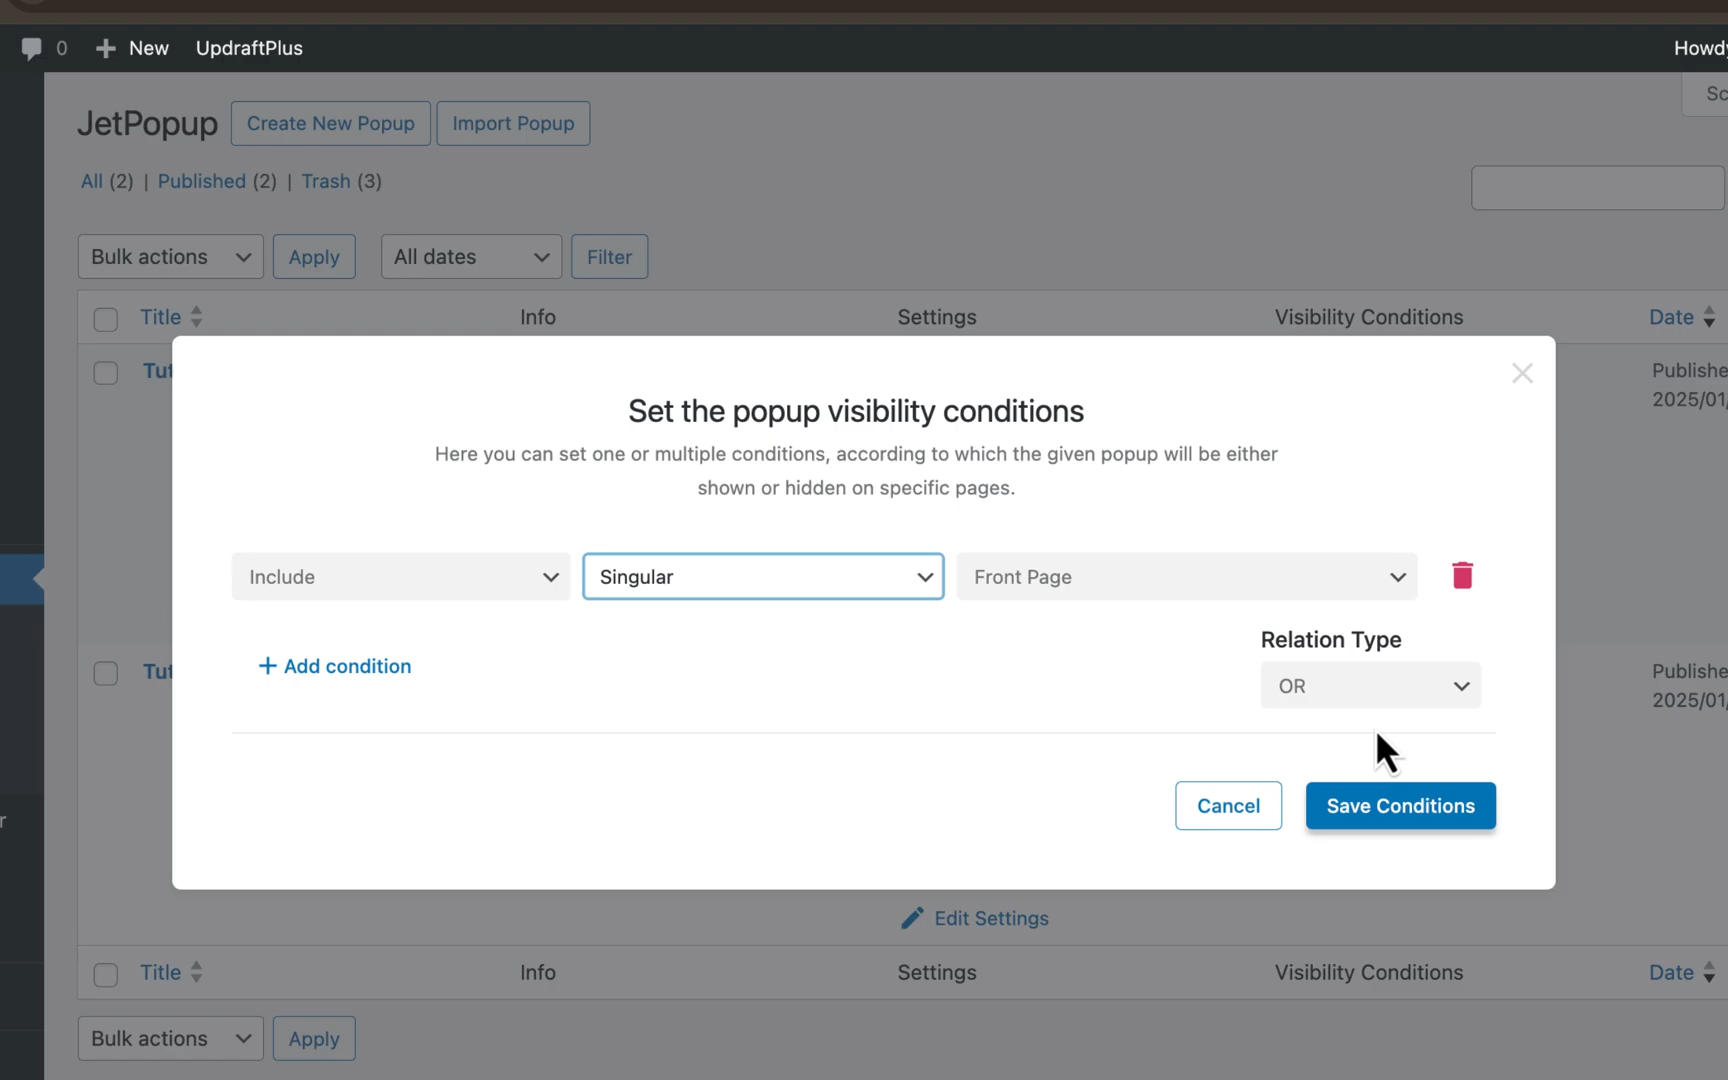 0 New UpdraftPlus Howdy
Sc
JetPopup Create New Popup Import Popup
All (2) | Published (2) | Trash (3)
Bulk actions Apply All dates Filter
Title Info Settings Visibility Conditions Date
Tut
Publishe
2025/01/
Set the popup visibility conditions
Here you can set one or multiple conditions, according to which the given popup will be either
shown or hidden on specific pages.
Include Singular Front Page
Relation Type
+ Add condition
OR
Tut
Publishe
2025/01/
Cancel Save Conditions
r
Edit Settings
Title Info Settings Visibility Conditions Date
Bulk actions Apply